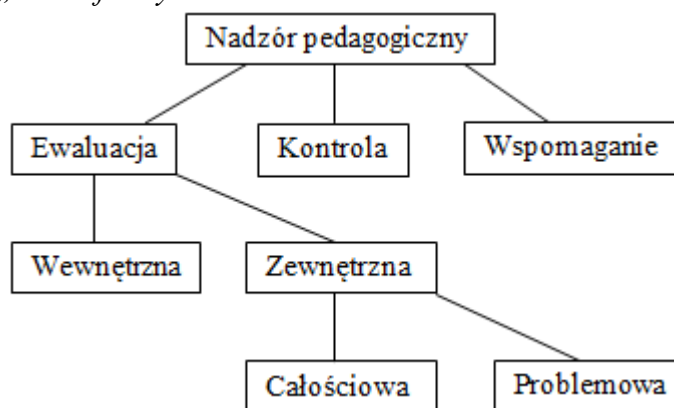 Nadzór pedagogiczny
Ewaluacja
Kontrola
Wspomaganie
Wewnętrzna
Zewnętrzna
Całościowa
Problemowa